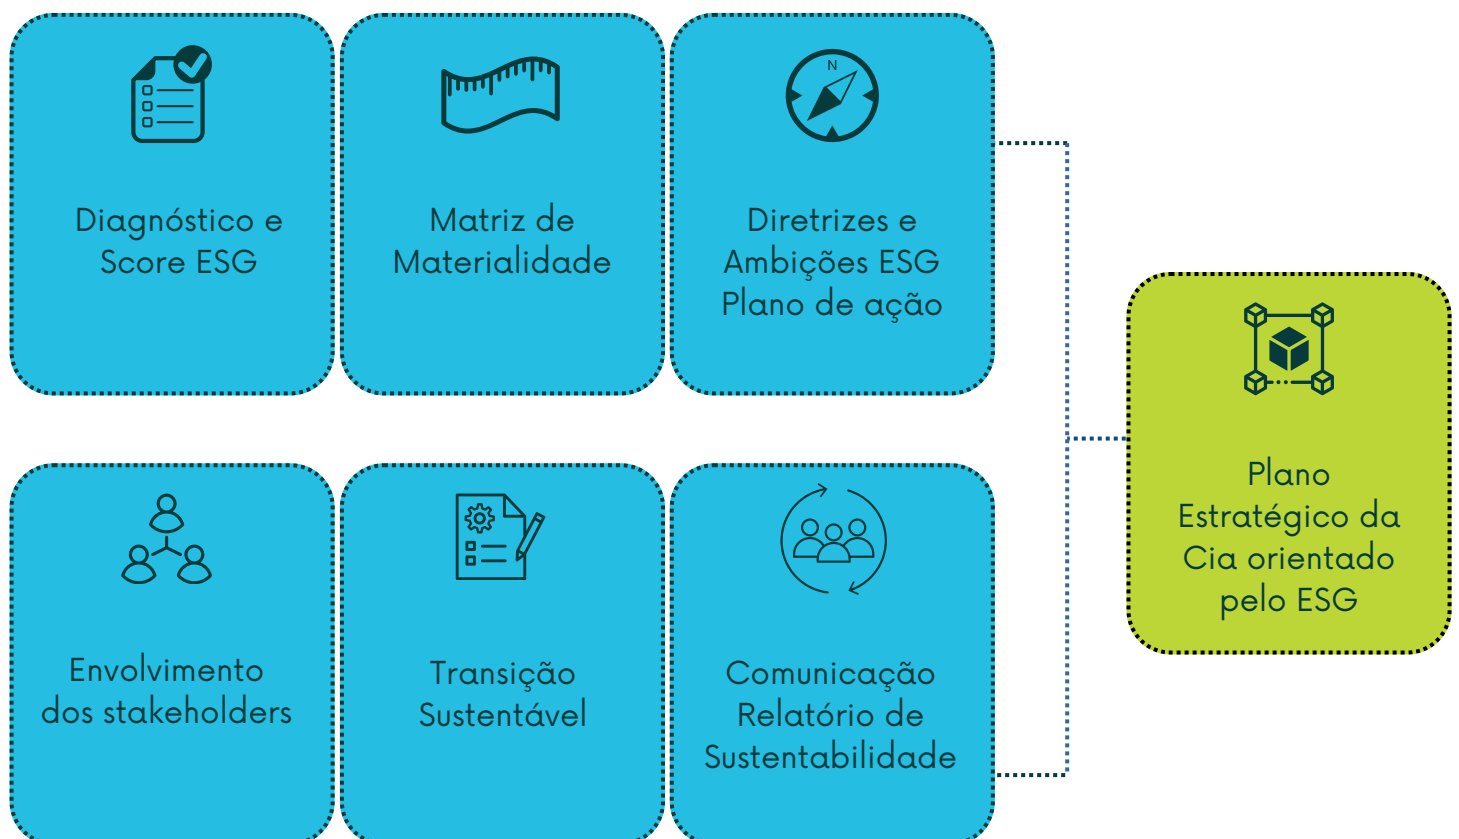 Diagnóstico e
Score ESG
Matriz de
Materialidade
N
Diretrizes e
Ambições ESG
Plano de ação
Envolvimento
dos stakeholders
Transição
Sustentável
Comunicação
Relatório de
Sustentabilidade
Plano
Estratégico da
Cia orientado
pelo ESG